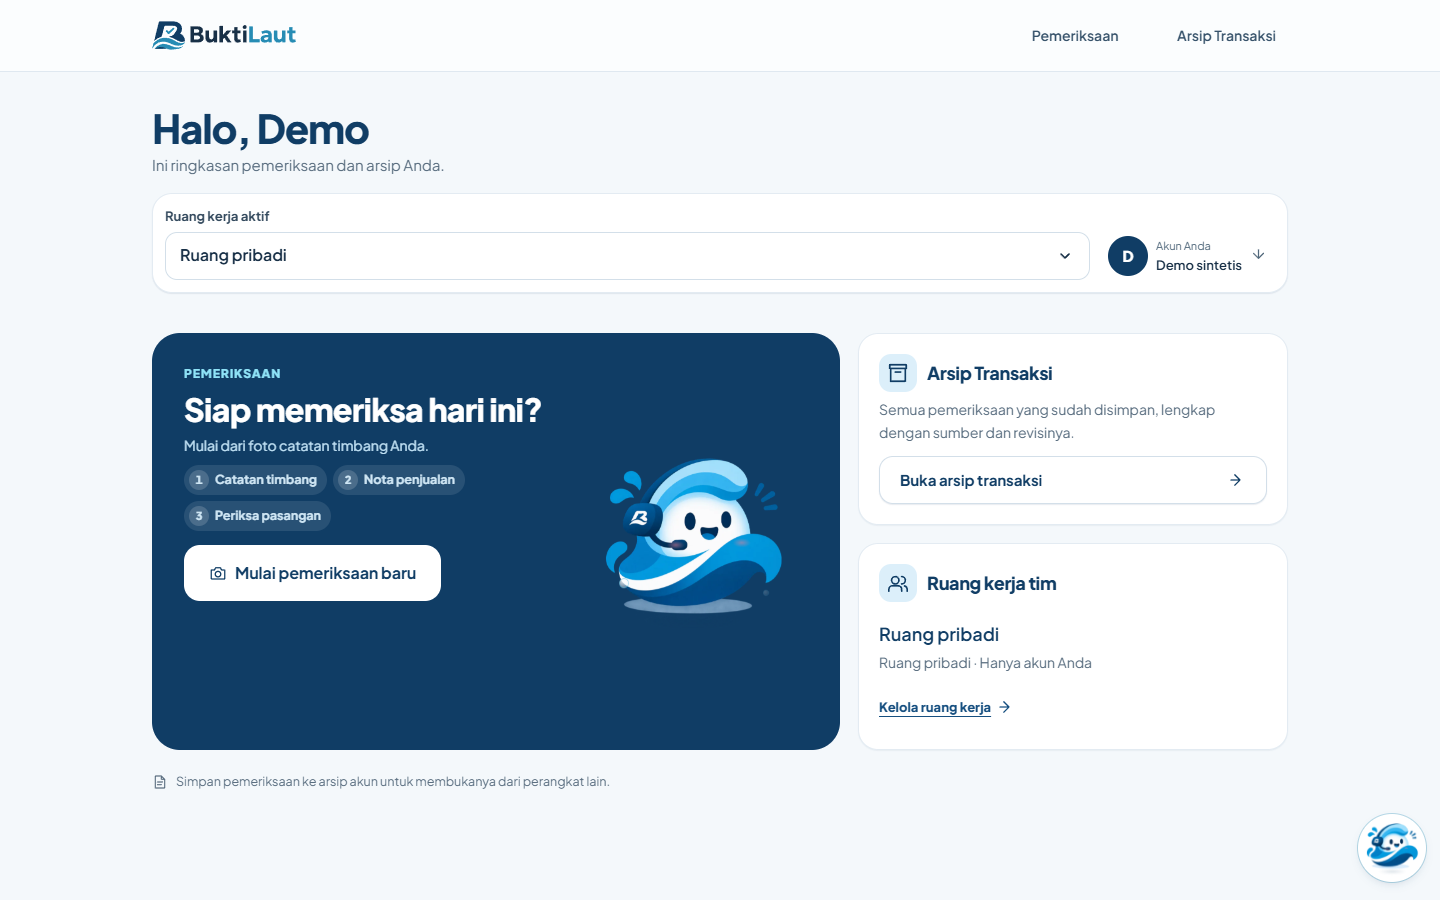 BuktiLaut
Pemeriksaan
Arsip Transaksi
Halo, Demo
Ini ringkasan pemeriksaan dan arsip Anda.
Ruang kerja aktif
Ruang pribadi
D
Akun Anda
Demo sintetis
PEMERIKSAAN
Siap memeriksa hari ini?
Mulai dari foto catatan timbang Anda.
1 Catatan timbang
2 Nota penjualan
3 Periksa pasangan
Mulai pemeriksaan baru
Arsip Transaksi
Semua pemeriksaan yang sudah disimpan, lengkap
dengan sumber dan revisinya.
Buka arsip transaksi
Ruang kerja tim
Ruang pribadi
Ruang pribadi · Hanya akun Anda
Kelola ruang kerja
Simpan pemeriksaan ke arsip akun untuk membukanya dari perangkat lain.